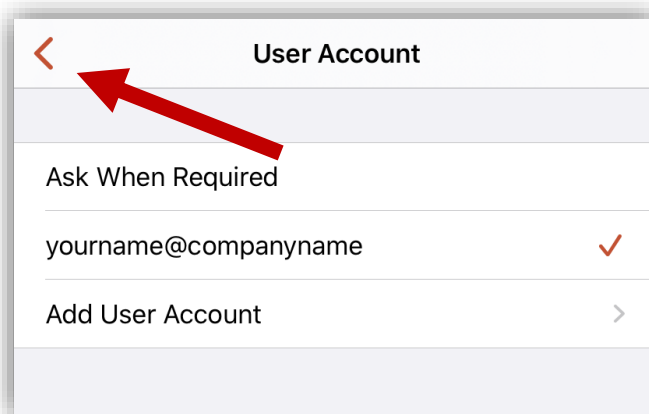 User Account
Ask When Required
yourname@companyname
Add User Account